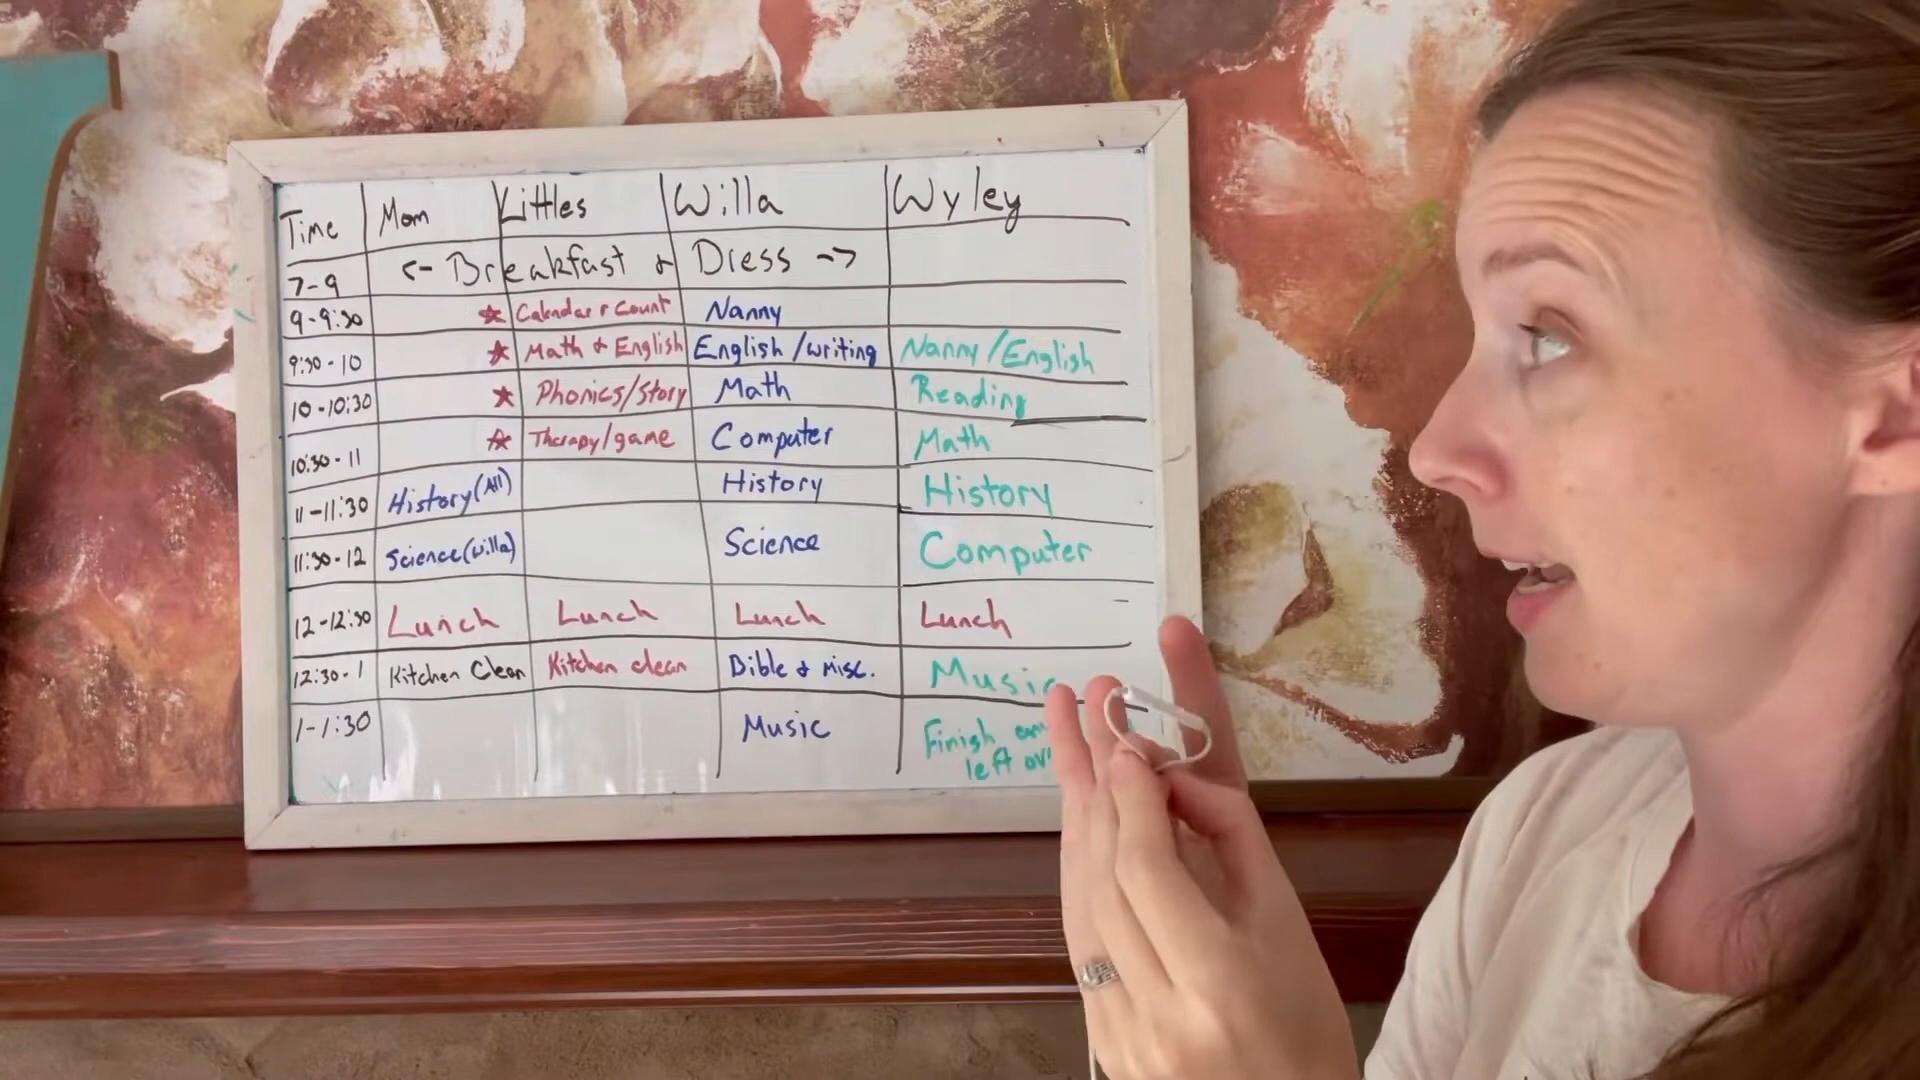 Time Mom Littles Willa Wyley
7-9 <- Breakfast & Dress ->
9-9:30 ☆ Calendar & Count Nanny
9:30-10 ☆ Math & English English/writing Nanny/English
10-10:30 ☆ Phonics/Story Math Reading
10:30-11 ☆ Therapy/game Computer Math
11-11:30 History(All) History History
11:30-12 Science(Willa) Science Computer
12-12:30 Lunch Lunch Lunch Lunch
12:30-1 Kitchen Clean Kitchen clean Bible & Misc. Music
1-1:30 Music Finish
left